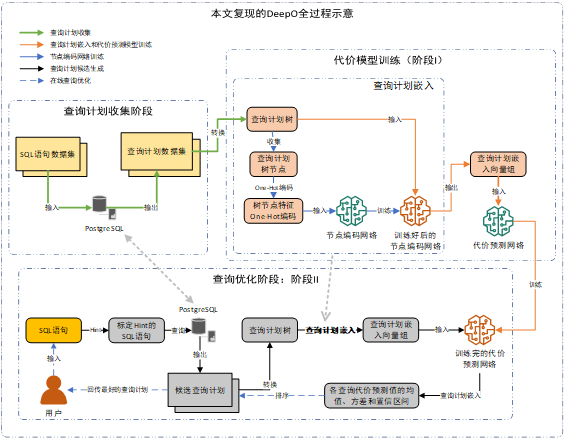 本文复现的DeepO全过程示意
查询计划收集
查询计划嵌入和代价预测模型训练
节点编码网络训练
查询计划候选生成
在线查询优化
代价模型训练（阶段I）
查询计划嵌入
查询计划收集阶段
SQL语句数据集
查询计划数据集
输入
输出
PostgreSQL
转换
查询计划树
收集
查询计划
树节点
One-Hot编码
树节点特征
One Hot编码
输入
节点编码网络
训练
训练好后的
节点编码网络
输入
输出
查询计划嵌
入向量组
输入
代价预测网络
训练
查询优化阶段：阶段II
SQL语句
Hint
标定Hint的
SQL语句
查询
PostgreSQL
输出
候选查询计划
转换
查询计划树
查询计划嵌入
查询计划嵌
入向量组
输入
训练完的代价
预测网络
查询计划嵌入
各查询代价预测值的均
值、方差和置信区间
排序
回传最好的查询计划
输入
用户